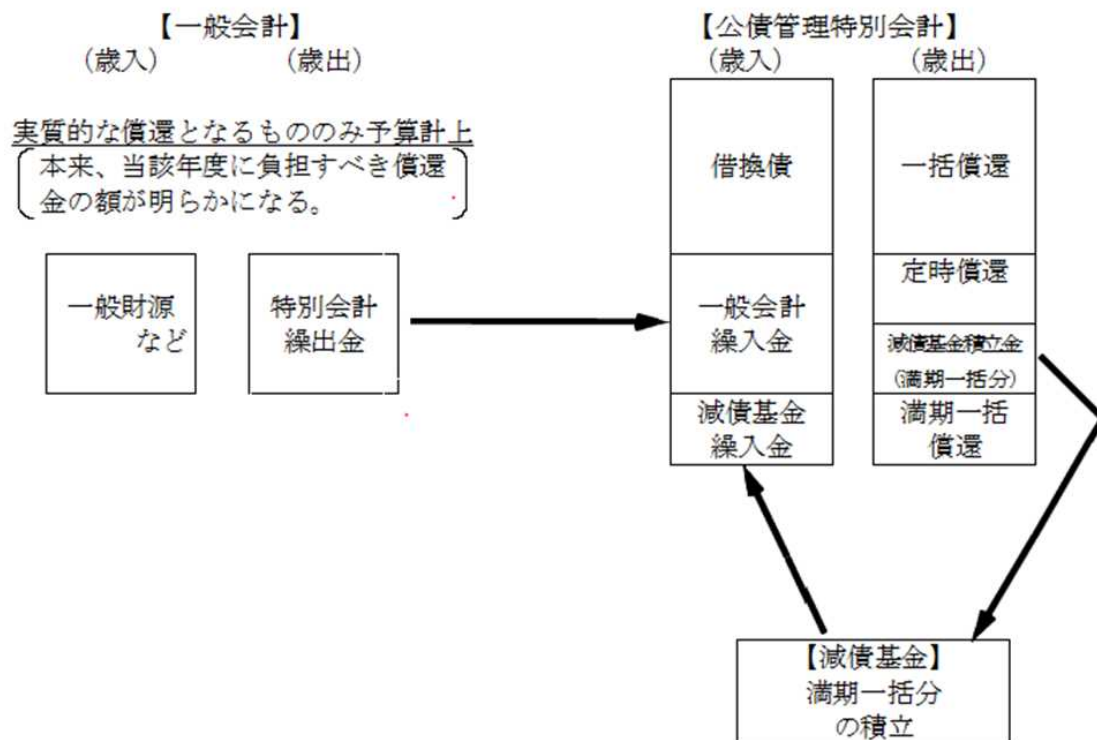 【一般会計】
(歳入)
(歳出)
実質的な償還となるもののみ予算計上
本来、当該年度に負担すべき償還
金の額が明らかになる。
一般財源
など
特別会計
繰出金
【公債管理特別会計】
(歳入)
(歳出)
借換債
一般会計
繰入金
減債基金
繰入金
一括償還
定時償還
減債基金積立金
(満期一括分)
満期一括
償還
【減債基金】
満期一括分
の積立